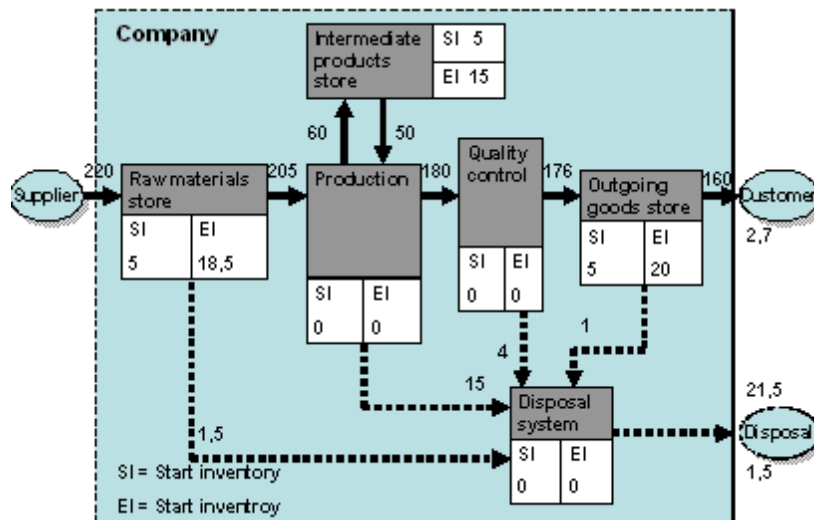 Company
Intermediate
products
store
SI 5
EI 15
60
50
Supplier
220
Raw materials
store
SI
EI
5
18,5
205
Production
SI
EI
0
0
180
Quality
control
SI
EI
0
0
176
Outgoing
goods store
SI
EI
5
20
160
Customer
2,7
1
4
15
1,5
Disposal
system
SI
EI
0
0
21,5
Disposal
1,5
SI = Start inventory
EI = Start inventroy